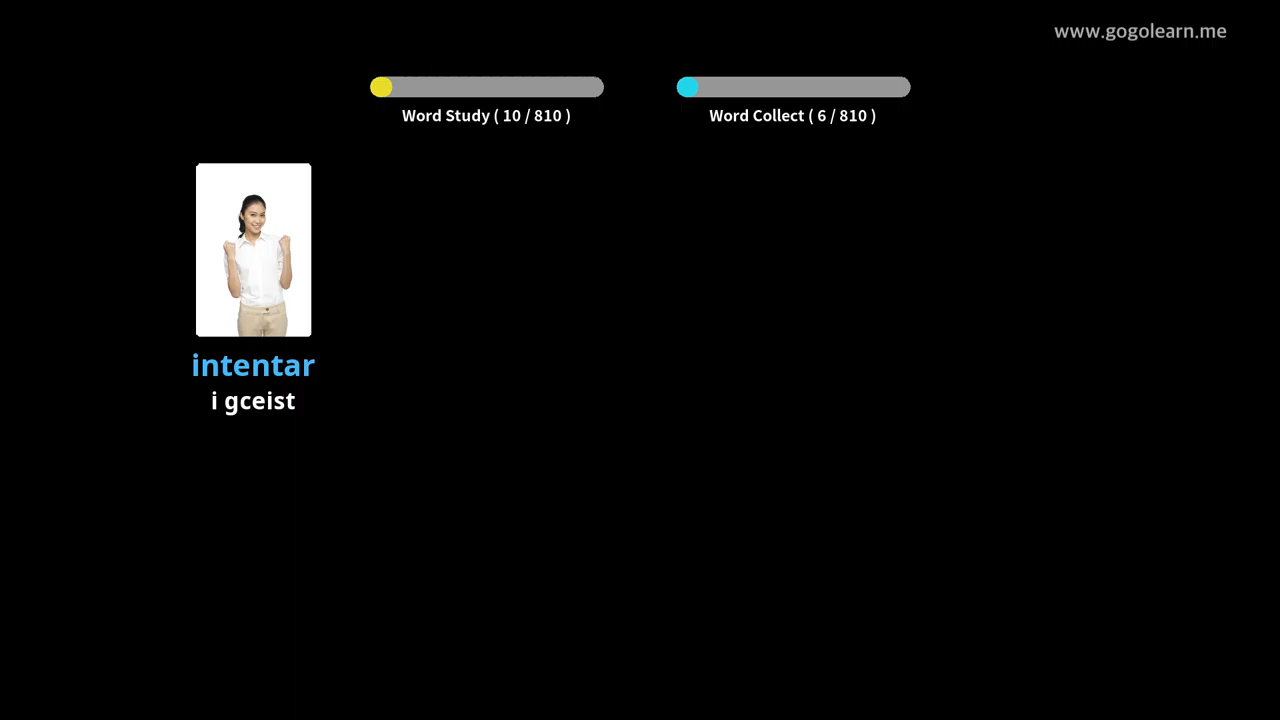 www.gogolearn.me
Word Study ( 10 / 810 )
Word Collect ( 6 / 810 )
intentar
i gceist